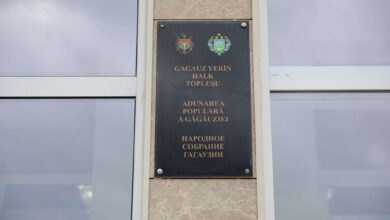 GAGAUZ YERİN
HALK
TOPLUŞU
ADUNAREA
POPULARĂ
A GĂGĂUZIEI
НАРОДНОЕ
СОБРАНИЕ
ГАГАУЗИИ